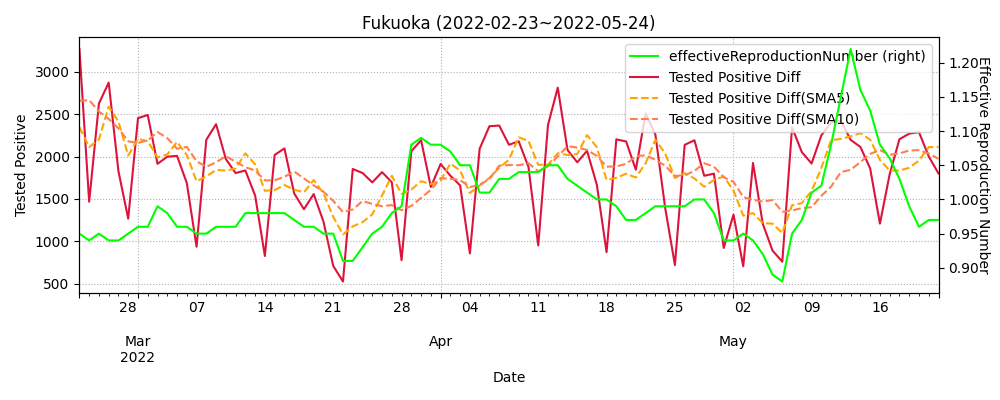 Fukuoka (2022-02-23~2022-05-24)
effectiveReproductionNumber (right)
Tested Positive Diff
Tested Positive Diff(SMA5)
Tested Positive Diff(SMA10)
Tested Positive
3000
2500
2000
1500
1000
500
Effective Reproduction Number
1.20
1.15
1.10
1.05
1.00
0.95
0.90
28 07 14 21 28 04 11 18 25 02 09 16
Mar Apr May
2022
Date